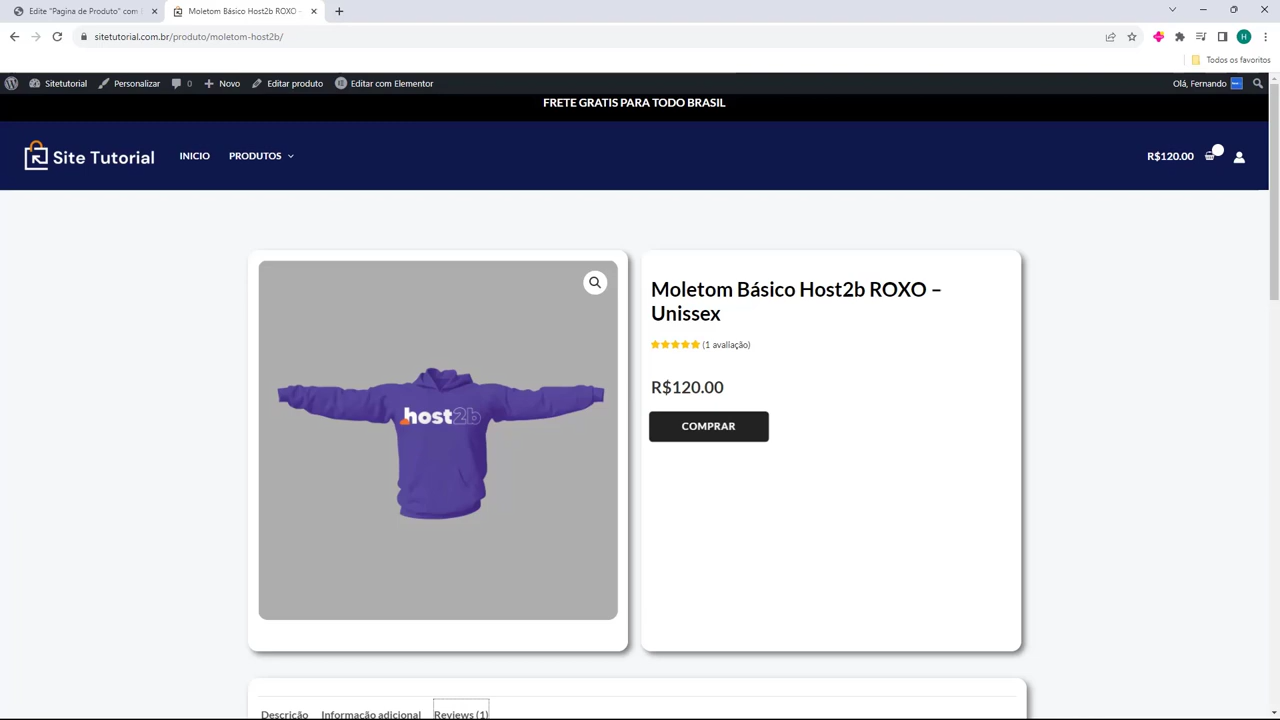 Edite "Pagina de Produto" com
Moletom Básico Host2b ROXO –
sitetutorial.com.br/produto/moletom-host2b/
H
Todos os favoritos
Sitetutorial
Personalizar
0
Novo
Editar produto
Editar com Elementor
Olá, Fernando
FRETE GRATIS PARA TODO BRASIL
Site Tutorial
INICIO
PRODUTOS
R$120.00
host2b
Moletom Básico Host2b ROXO –
Unissex
(1 avaliação)
R$120.00
COMPRAR
Descrição
Informação adicional
Reviews (1)